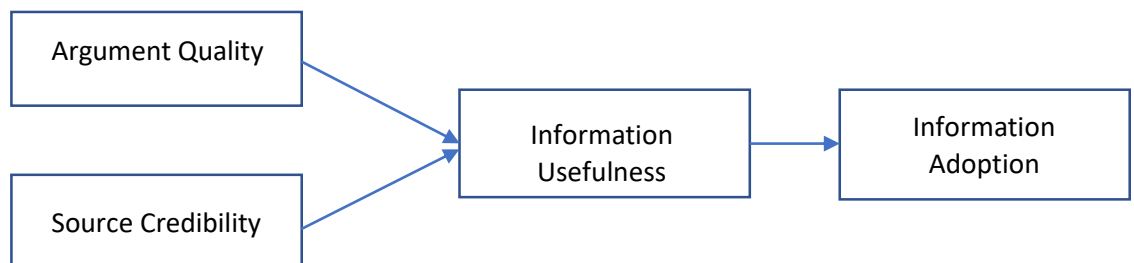 Argument Quality
Source Credibility
Information
Usefulness
Information
Adoption